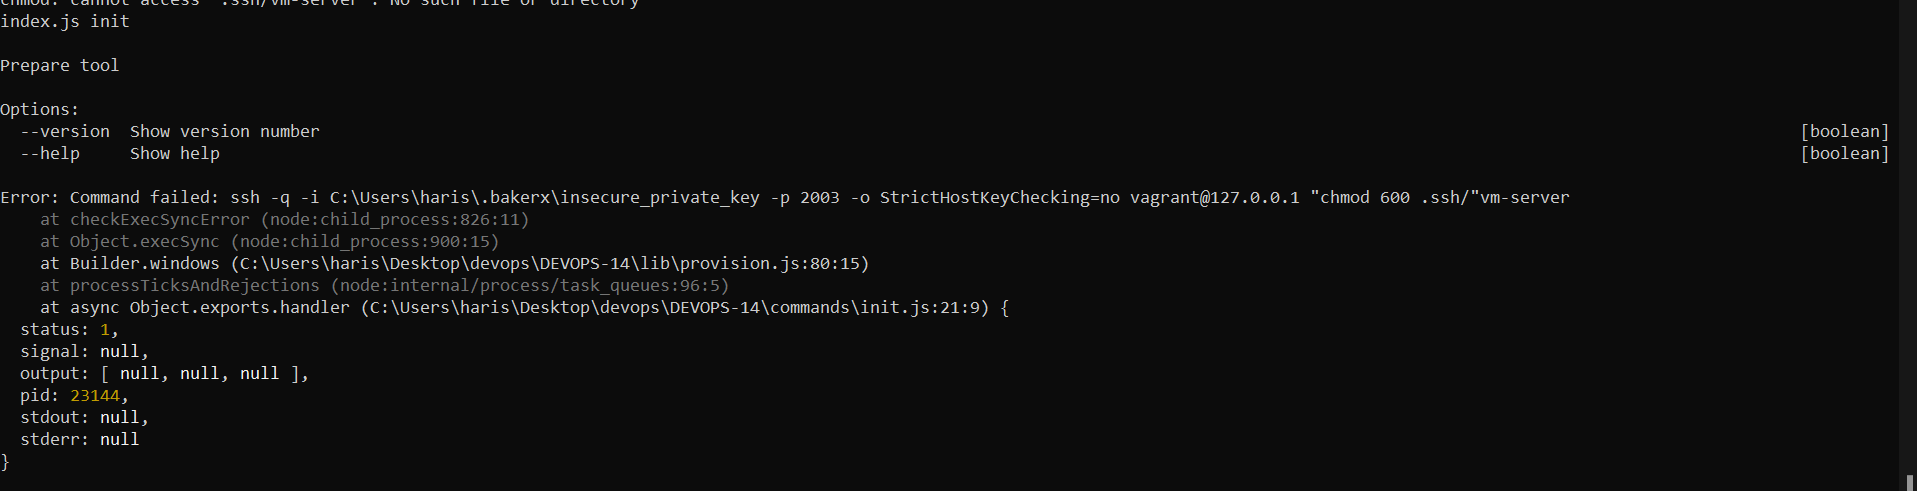 chmod: cannot access '.ssh/vm-server': No such file or directory
index.js init
Prepare tool
Options:
--version  Show version number [boolean]
--help     Show help [boolean]
Error: Command failed: ssh -q -i C:\Users\haris\.bakerx\insecure_private_key -p 2003 -o StrictHostKeyChecking=no vagrant@127.0.0.1 "chmod 600 .ssh/"vm-server
at checkExecSyncError (node:child_process:826:11)
at Object.execSync (node:child_process:900:15)
at Builder.windows (C:\Users\haris\Desktop\devops\DEVOPS-14\lib\provision.js:80:15)
at processTicksAndRejections (node:internal/process/task_queues:96:5)
at async Object.exports.handler (C:\Users\haris\Desktop\devops\DEVOPS-14\commands\init.js:21:9) {
status: 1,
signal: null,
output: [ null, null, null ],
pid: 23144,
stdout: null,
stderr: null
}